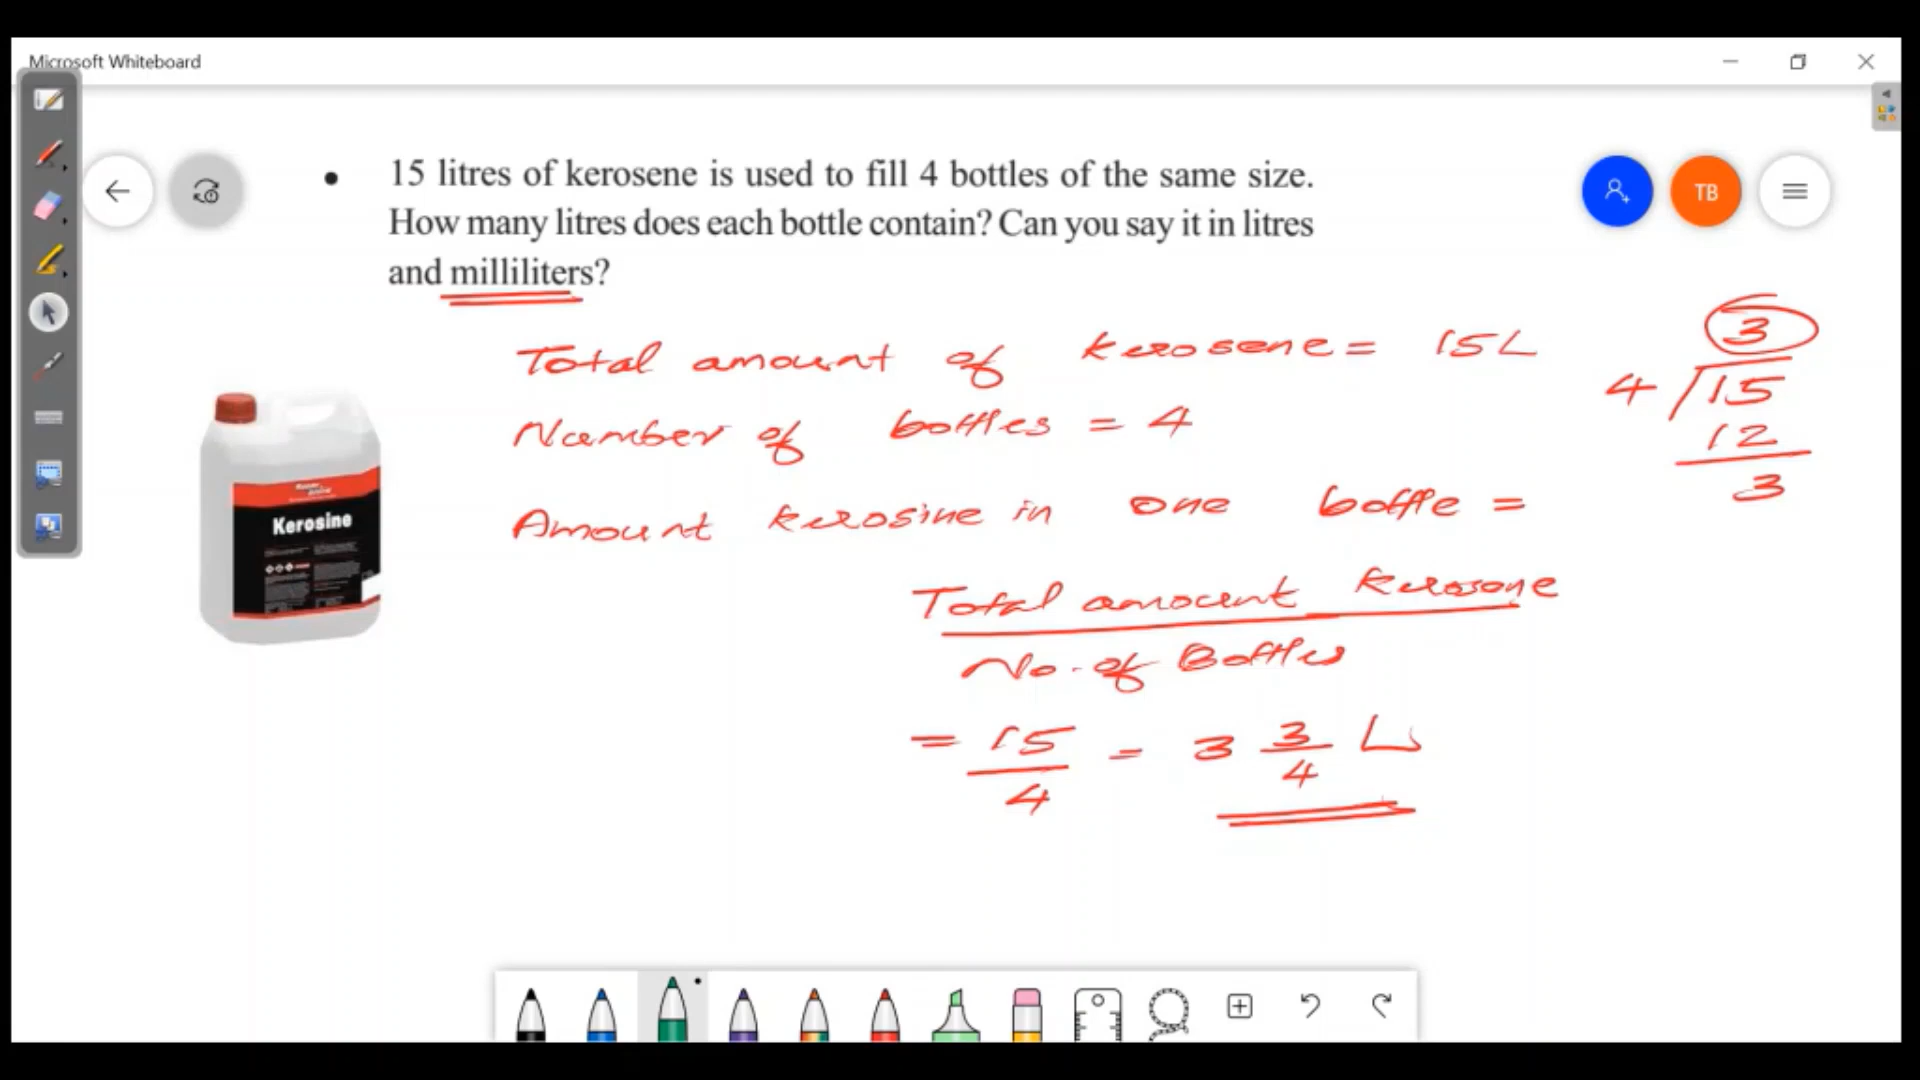 Microsoft Whiteboard
TB
• 15 litres of kerosene is used to fill 4 bottles of the same size.
How many litres does each bottle contain? Can you say it in litres
and milliliters?
Total amount of kerosene = 15L
Number of bottles = 4
Amount kerosine in one bottle =
Total amount kerosone
No. of Bottles
= 15/4 = 3 3/4 L
3
4 15
12
3
Kerosine